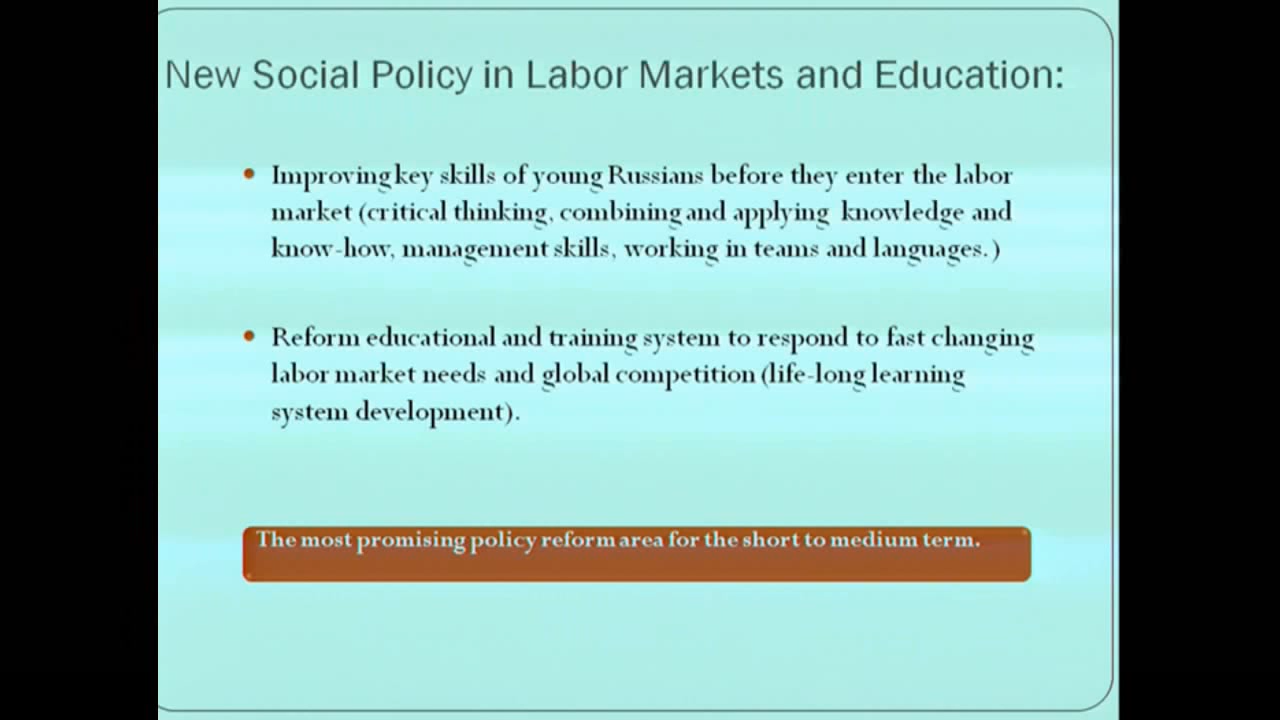 New Social Policy in Labor Markets and Education:
Improving key skills of young Russians before they enter the labor
market (critical thinking, combining and applying knowledge and
know-how, management skills, working in teams and languages.)
Reform educational and training system to respond to fast changing
labor market needs and global competition (life-long learning
system development).
The most promising policy reform area for the short to medium term.